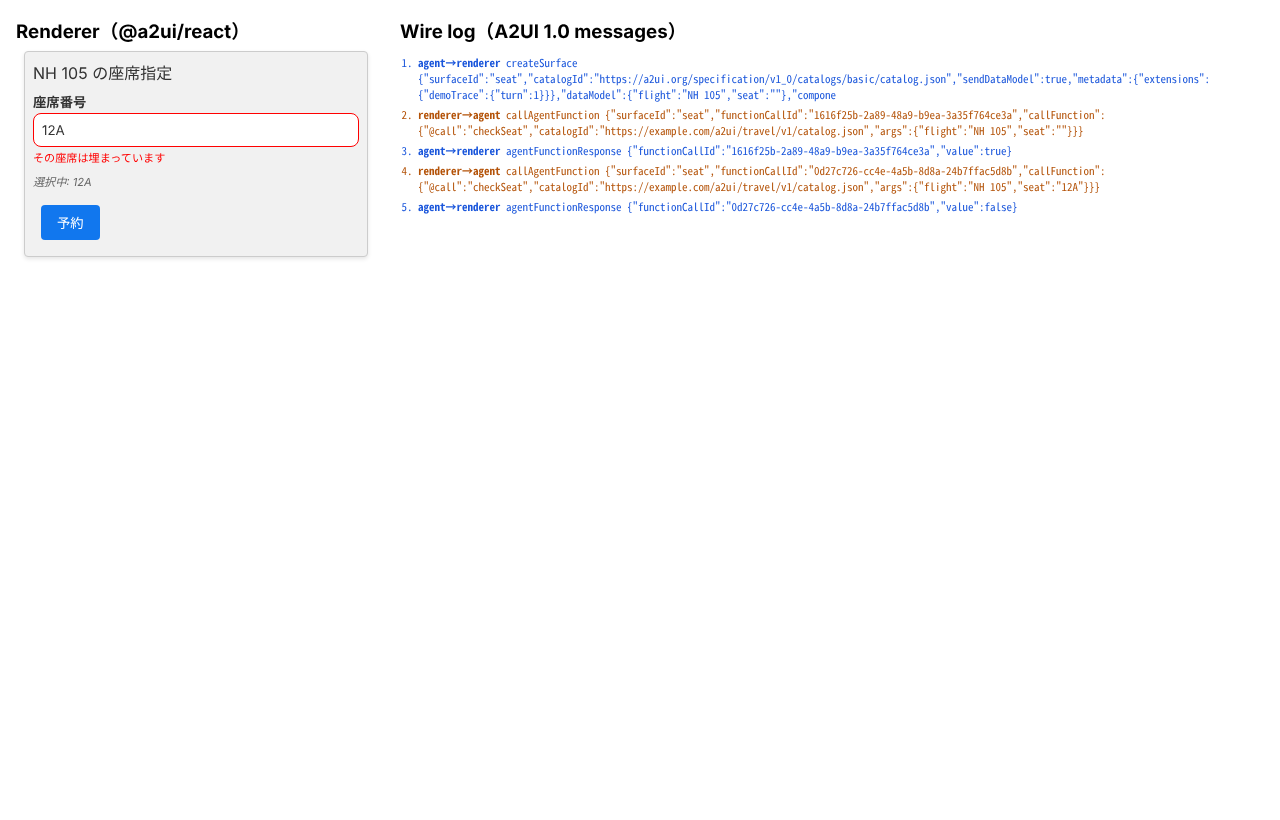 Renderer（@a2ui/react）
NH 105 の座席指定
座席番号
12A
その座席は埋まっています
選択中: 12A
予約
Wire log（A2UI 1.0 messages）
1. agent→renderer createSurface
{"surfaceId":"seat","catalogId":"https://a2ui.org/specification/v1_0/catalogs/basic/catalog.json","sendDataModel":true,"metadata":{"extensions":
{"demoTrace":{"turn":1}}},"dataModel":{"flight":"NH 105","seat":""},"compone
2. renderer→agent callAgentFunction {"surfaceId":"seat","functionCallId":"1616f25b-2a89-48a9-b9ea-3a35f764ce3a","callFunction":
{"@call":"checkSeat","catalogId":"https://example.com/a2ui/travel/v1/catalog.json","args":{"flight":"NH 105","seat":""}}}
3. agent→renderer agentFunctionResponse {"functionCallId":"1616f25b-2a89-48a9-b9ea-3a35f764ce3a","value":true}
4. renderer→agent callAgentFunction {"surfaceId":"seat","functionCallId":"0d27c726-cc4e-4a5b-8d8a-24b7ffac5d8b","callFunction":
{"@call":"checkSeat","catalogId":"https://example.com/a2ui/travel/v1/catalog.json","args":{"flight":"NH 105","seat":"12A"}}}
5. agent→renderer agentFunctionResponse {"functionCallId":"0d27c726-cc4e-4a5b-8d8a-24b7ffac5d8b","value":false}